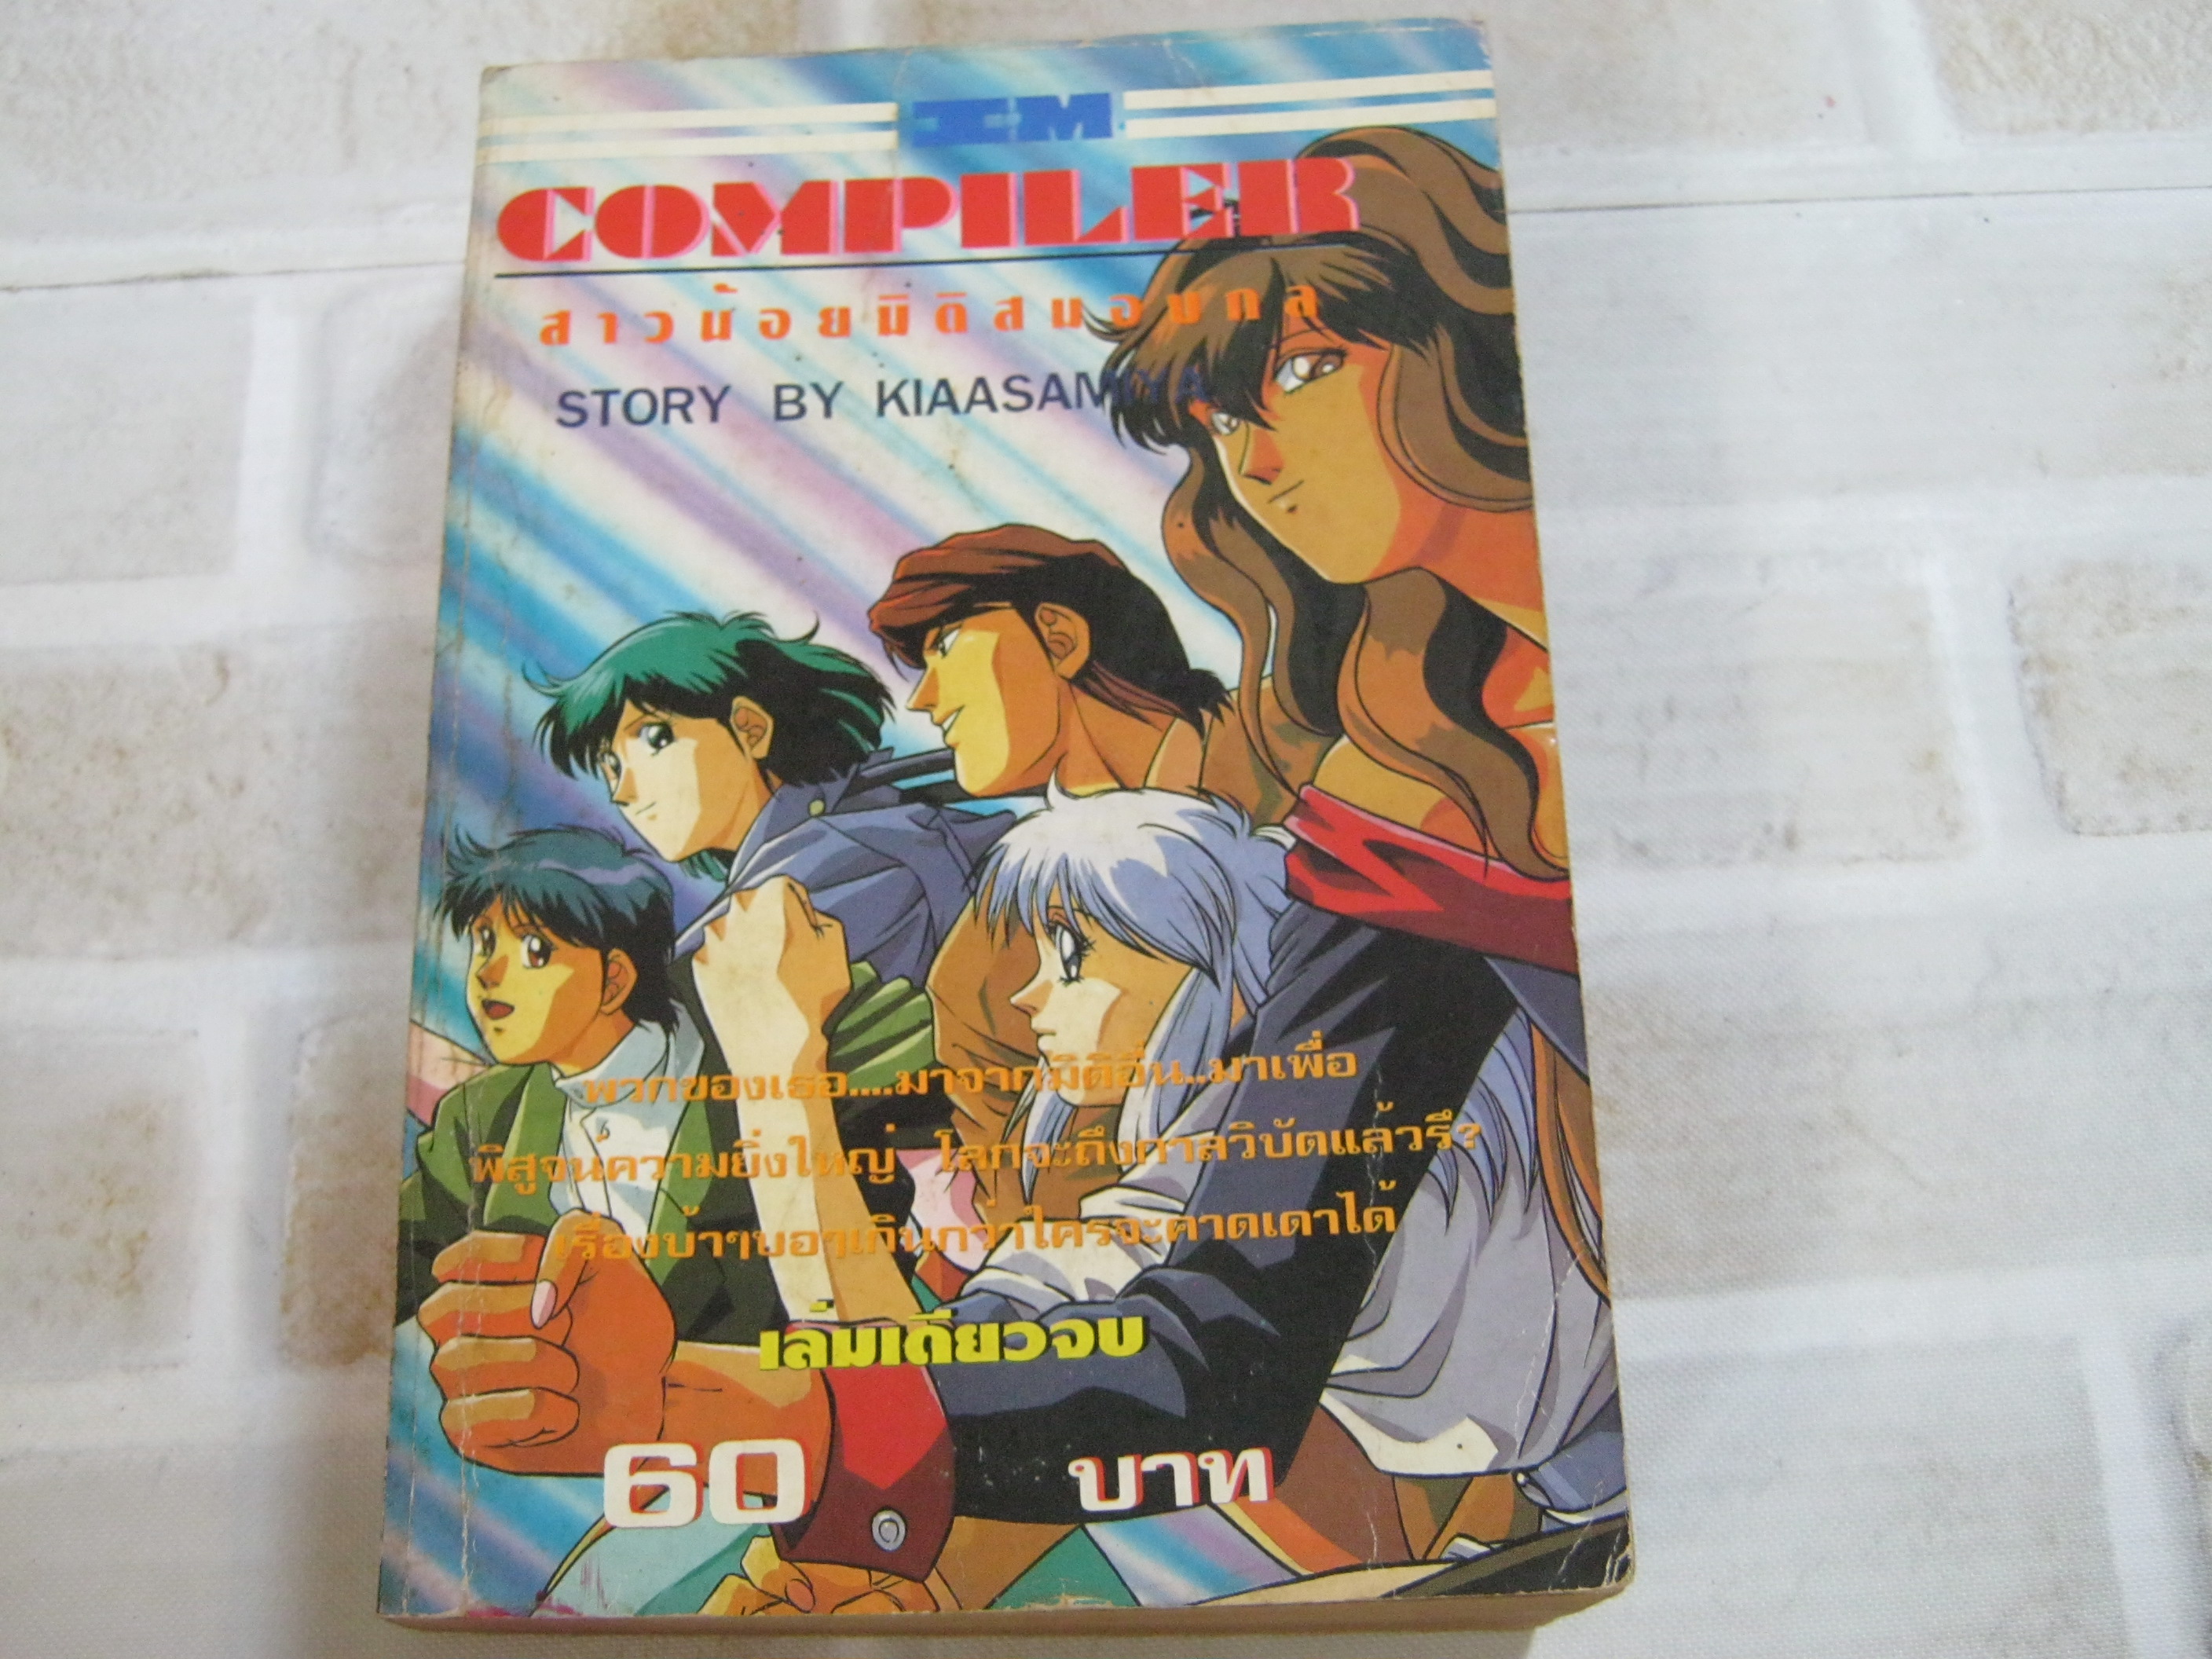 IM
COMPILER
สาวน้อยมิติสมองกล
STORY BY KIAASAMIYA
พวกของเธอ....มาจากมิติอื่น..มาเพื่อ
พิสูจน์ความยิ่งใหญ่ โลกจะถึงกาลวิบัตแล้วรึ?
เรื่องบ้าๆบอๆเกินกว่าใครจะคาดเดาได้
เล่มเดียวจบ
60 บาท